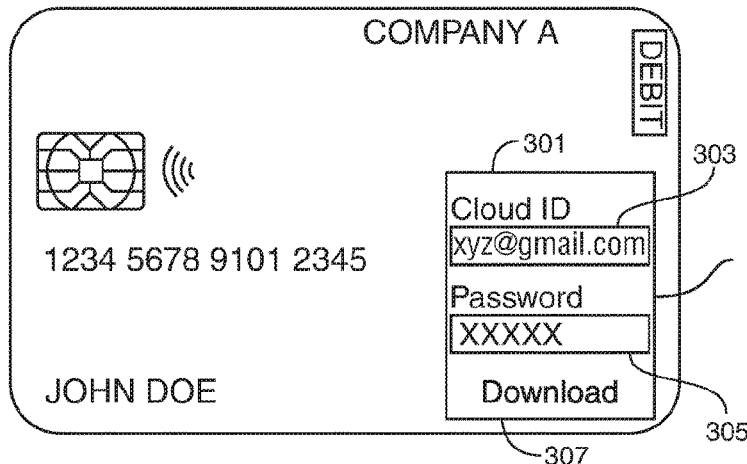 COMPANY A
DEBIT
301
303
Cloud ID
xyz@gmail.com
1234 5678 9101 2345
Password
XXXXX
JOHN DOE
Download
305
307